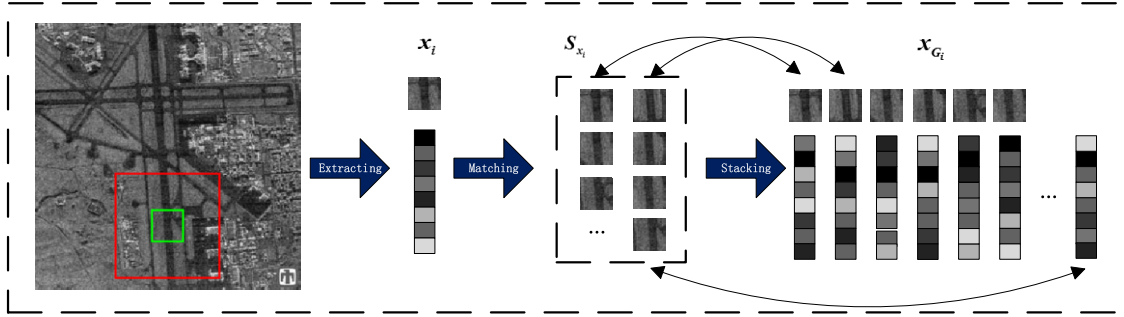 x_i
S_{x_i}
x_{G_i}
Extracting
Matching
Stacking
...
...